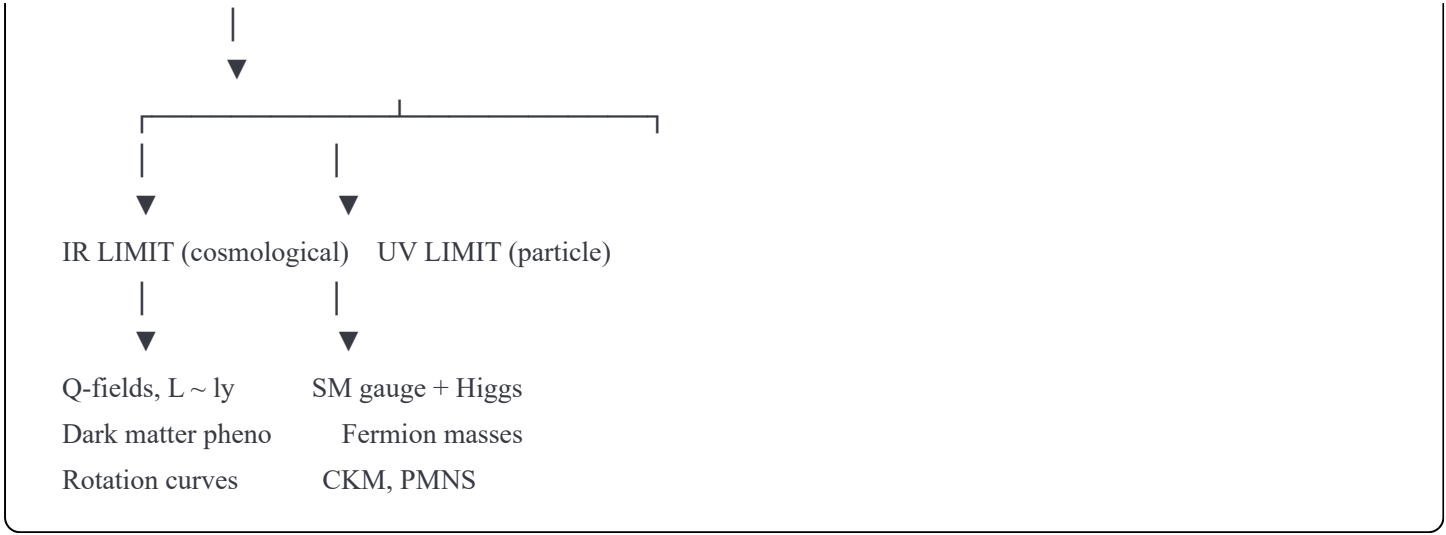 IR LIMIT (cosmological) UV LIMIT (particle)
Q-fields, L ~ ly SM gauge + Higgs
Dark matter pheno Fermion masses
Rotation curves CKM, PMNS